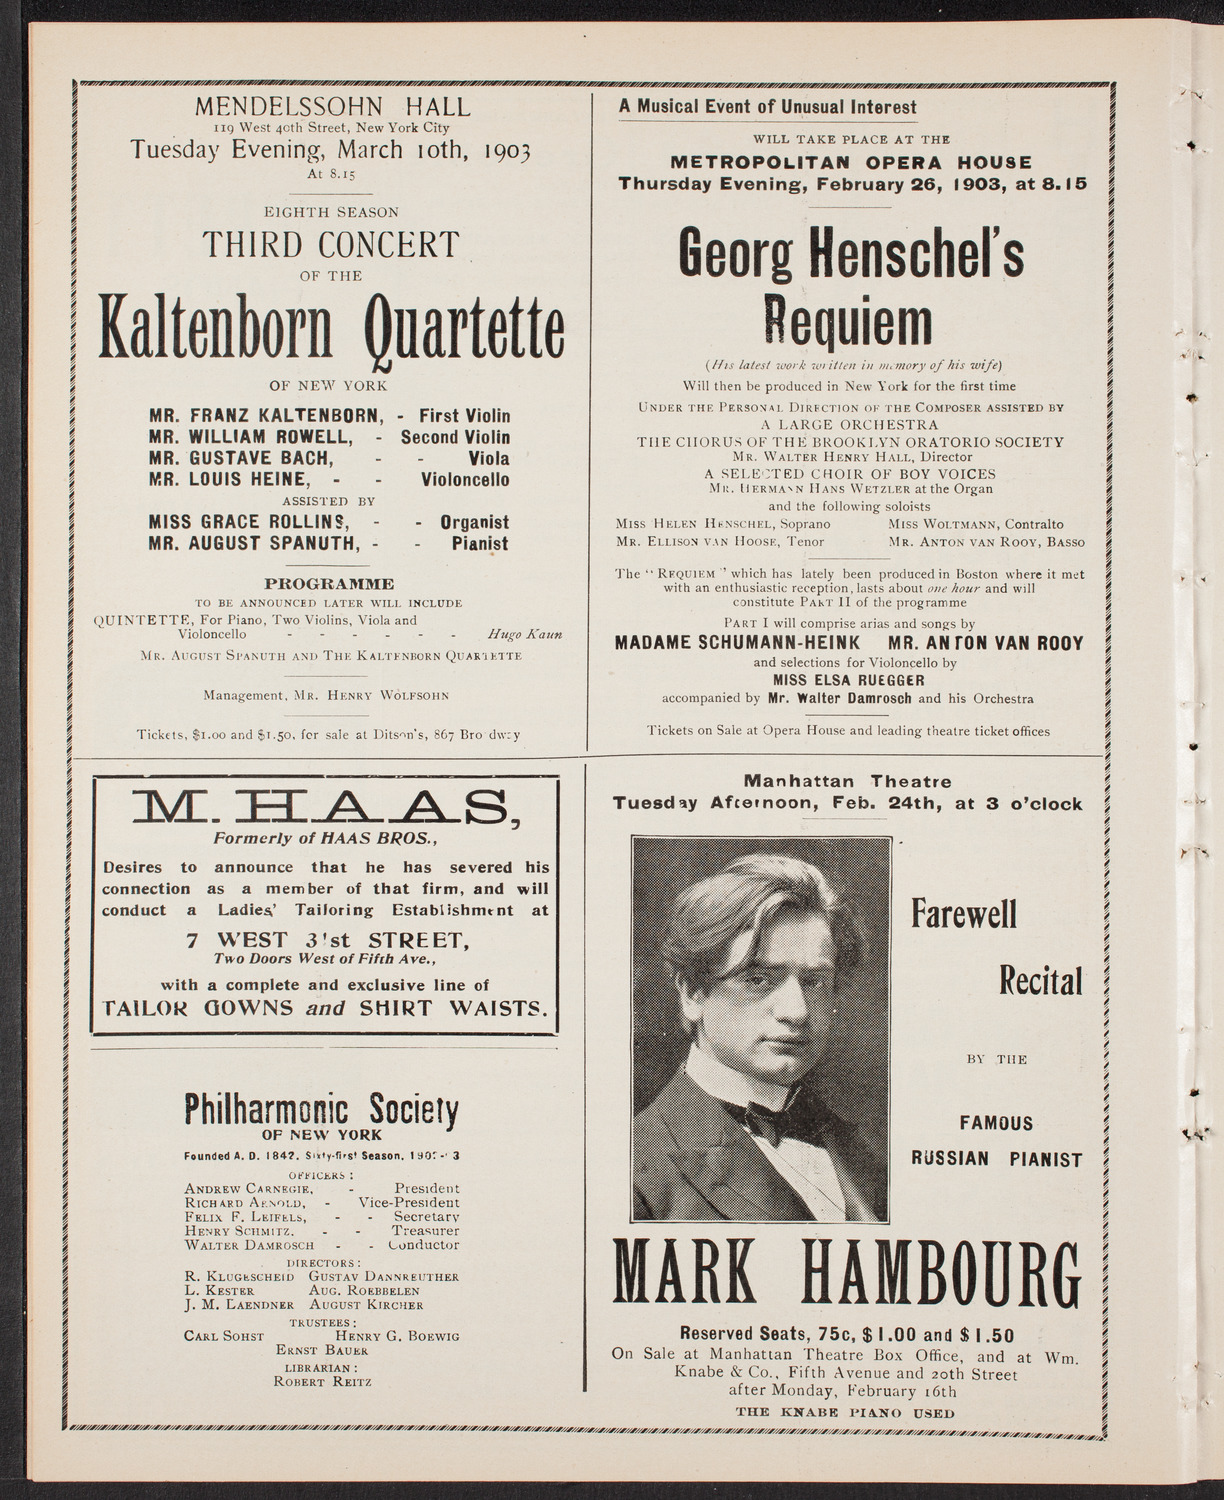 MENDELSSOHN HALL
119 West 40th Street, New York City
Tuesday Evening, March 10th, 1903
At 8.15
EIGHTH SEASON
THIRD CONCERT
OF THE
Kaltenborn Quartette
OF NEW YORK
MR. FRANZ KALTENBORN, - First Violin
MR. WILLIAM ROWELL, - Second Violin
MR. GUSTAVE BACH, - - Viola
MR. LOUIS HEINE, - - Violoncello
ASSISTED BY
MISS GRACE ROLLINS, - - Organist
MR. AUGUST SPANUTH, - - Pianist
PROGRAMME
TO BE ANNOUNCED LATER WILL INCLUDE
QUINTETTE, For Piano, Two Violins, Viola and
Violoncello - - - - - - Hugo Kaun
MR. AUGUST SPANUTH AND THE KALTENBORN QUARTETTE
Management, MR. HENRY WOLFSOHN
Tickets, $1.00 and $1.50, for sale at Ditson's, 867 Bro dway
M. HAAS,
Formerly of HAAS BROS.,
Desires to announce that he has severed his
connection as a member of that firm, and will
conduct a Ladies' Tailoring Establishment at
7 WEST 31st STREET,
Two Doors West of Fifth Ave.,
with a complete and exclusive line of
TAILOR GOWNS and SHIRT WAISTS.
Philharmonic Society
OF NEW YORK
Founded A. D. 1842. Sixty-first Season, 1902-3
OFFICERS:
ANDREW CARNEGIE, - President
RICHARD ARNOLD, - Vice-President
FELIX F. LEIFELS, - - Secretary
HENRY SCHMITZ, - - Treasurer
WALTER DAMROSCH - - Conductor
DIRECTORS:
R. KLUGESCHEID GUSTAV DANNREUTHER
L. KESTER AUG. ROEBBELEN
J. M. LAENDNER AUGUST KIRCHER
TRUSTEES:
CARL SOHST HENRY G. BOEWIG
ERNST BAUER
LIBRARIAN:
ROBERT REITZ
A Musical Event of Unusual Interest
WILL TAKE PLACE AT THE
METROPOLITAN OPERA HOUSE
Thursday Evening, February 26, 1903, at 8.15
Georg Henschel's
Requiem
(His latest work written in memory of his wife)
Will then be produced in New York for the first time
UNDER THE PERSONAL DIRECTION OF THE COMPOSER ASSISTED BY
A LARGE ORCHESTRA
THE CHORUS OF THE BROOKLYN ORATORIO SOCIETY
MR. WALTER HENRY HALL, Director
A SELECTED CHOIR OF BOY VOICES
MR. HERMANN HANS WETZLER at the Organ
and the following soloists
MISS HELEN HENSCHEL, Soprano MISS WOLTMANN, Contralto
MR. ELLISON VAN HOOSE, Tenor MR. ANTON VAN ROOY, BASSO
The "REQUIEM" which has lately been produced in Boston where it met
with an enthusiastic reception, lasts about one hour and will
constitute PART II of the programme
PART I will comprise arias and songs by
MADAME SCHUMANN-HEINK MR. ANTON VAN ROOY
and selections for Violoncello by
MISS ELSA RUEGGER
accompanied by Mr. Walter Damrosch and his Orchestra
Tickets on Sale at Opera House and leading theatre ticket offices
Manhattan Theatre
Tuesday Afternoon, Feb. 24th, at 3 o'clock
Farewell
Recital
BY THE
FAMOUS
RUSSIAN PIANIST
MARK HAMBOURG
Reserved Seats, 75c, $1.00 and $1.50
On Sale at Manhattan Theatre Box Office, and at Wm.
Knabe & Co., Fifth Avenue and 20th Street
after Monday, February 16th
THE KNABE PIANO USED